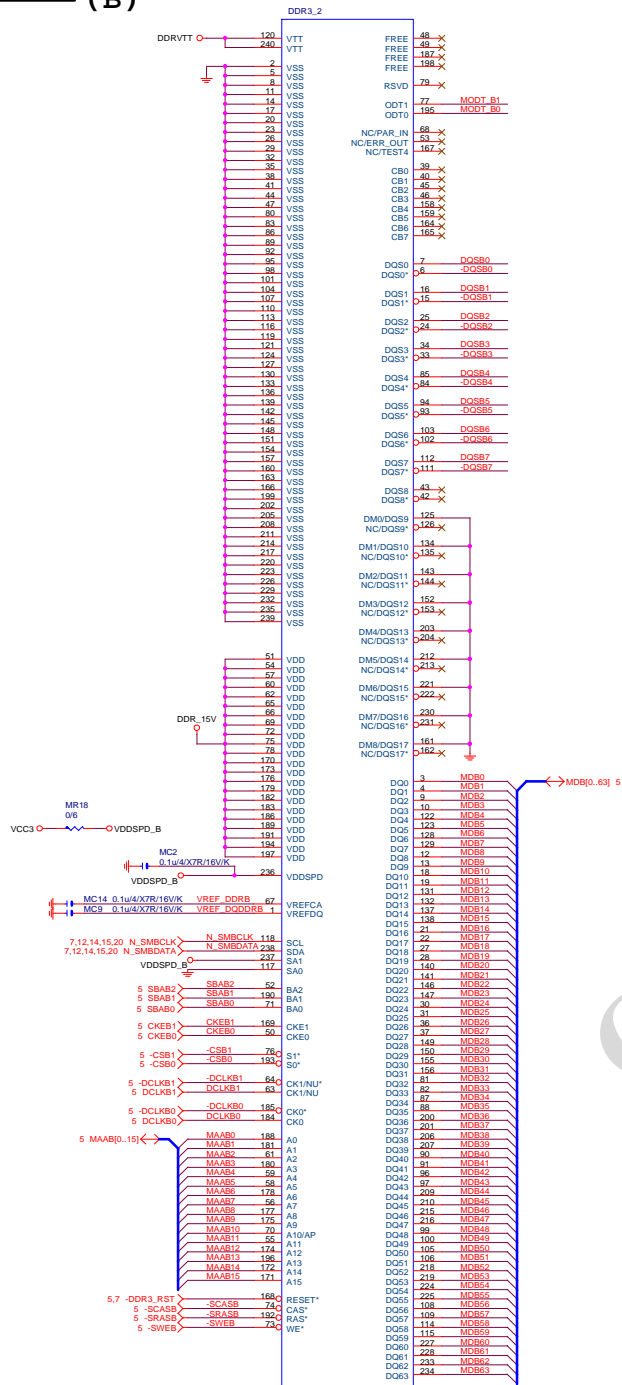 (B)
DDR3_2
DDRVTT 120 VTT
240 VTT
2 VSS
5 VSS
8 VSS
11 VSS
14 VSS
17 VSS
20 VSS
23 VSS
26 VSS
29 VSS
32 VSS
35 VSS
38 VSS
41 VSS
44 VSS
47 VSS
80 VSS
83 VSS
86 VSS
89 VSS
92 VSS
95 VSS
98 VSS
101 VSS
104 VSS
107 VSS
110 VSS
113 VSS
116 VSS
119 VSS
121 VSS
124 VSS
127 VSS
130 VSS
133 VSS
136 VSS
139 VSS
142 VSS
145 VSS
148 VSS
151 VSS
154 VSS
157 VSS
160 VSS
163 VSS
166 VSS
199 VSS
202 VSS
205 VSS
208 VSS
211 VSS
214 VSS
217 VSS
220 VSS
223 VSS
226 VSS
229 VSS
232 VSS
235 VSS
239 VSS
51 VDD
54 VDD
57 VDD
60 VDD
62 VDD
65 VDD
66 VDD
69 VDD
DDR_15V
72 VDD
75 VDD
78 VDD
170 VDD
173 VDD
176 VDD
179 VDD
182 VDD
183 VDD
186 VDD
189 VDD
191 VDD
194 VDD
197 VDD
MR18
0/6
VCC3 VDDSPD_B
MC2
0.1u/4/X7R/16V/K
VDDSPD_B 236 VDDSPD
MC14 0.1u/4/X7R/16V/K VREF_DDRB 67 VREFCA
MC9 0.1u/4/X7R/16V/K VREF_DQDDRB 1 VREFDQ
7,12,14,15,20 N_SMBCLK N_SMBCLK 118 SCL
7,12,14,15,20 N_SMBDATA N_SMBDATA 238 SDA
VDDSPD_B 237 SA1
117 SA0
5 SBAB2 SBAB2 52 BA2
5 SBAB1 SBAB1 190 BA1
5 SBAB0 SBAB0 71 BA0
5 CKEB1 CKEB1 169 CKE1
5 CKEB0 CKEB0 50 CKE0
5 -CSB1 -CSB1 76 S1*
5 -CSB0 -CSB0 193 S0*
5 -DCLKB1 -DCLKB1 64 CK1/NU*
5 DCLKB1 DCLKB1 63 CK1/NU
5 -DCLKB0 -DCLKB0 185 CK0*
5 DCLKB0 DCLKB0 184 CK0
5 MAAB[0..15] MAAB0 188 A0
MAAB1 181 A1
MAAB2 61 A2
MAAB3 180 A3
MAAB4 59 A4
MAAB5 58 A5
MAAB6 178 A6
MAAB7 56 A7
MAAB8 177 A8
MAAB9 175 A9
MAAB10 70 A10/AP
MAAB11 55 A11
MAAB12 174 A12
MAAB13 196 A13
MAAB14 172 A14
MAAB15 171 A15
5,7 -DDR3_RST 168 RESET*
5 -SCASB -SCASB 74 CAS*
5 -SRASB -SRASB 192 RAS*
5 -SWEB -SWEB 73 WE*
FREE 48
FREE 49
FREE 187
FREE 198
RSVD 79
ODT1 77 MODT_B1
ODT0 195 MODT_B0
NC/PAR_IN 68
NC/ERR_OUT 53
NC/TEST4 167
CB0 39
CB1 40
CB2 45
CB3 46
CB4 158
CB5 159
CB6 164
CB7 165
DQS0 7 DQSB0
DQS0* 6 -DQSB0
DQS1 16 DQSB1
DQS1* 15 -DQSB1
DQS2 25 DQSB2
DQS2* 24 -DQSB2
DQS3 34 DQSB3
DQS3* 33 -DQSB3
DQS4 85 DQSB4
DQS4* 84 -DQSB4
DQS5 94 DQSB5
DQS5* 93 -DQSB5
DQS6 103 DQSB6
DQS6* 102 -DQSB6
DQS7 112 DQSB7
DQS7* 111 -DQSB7
DQS8 43
DQS8* 42
DM0/DQS9 125
NC/DQS9* 126
DM1/DQS10 134
NC/DQS10* 135
DM2/DQS11 143
NC/DQS11* 144
DM3/DQS12 152
NC/DQS12* 153
DM4/DQS13 203
NC/DQS13* 204
DM5/DQS14 212
NC/DQS14* 213
DM6/DQS15 221
NC/DQS15* 222
DM7/DQS16 230
NC/DQS16* 231
DM8/DQS17 161
NC/DQS17* 162
DQ0 3 MDB0 MDB[0..63] 5
DQ1 4 MDB1
DQ2 9 MDB2
DQ3 10 MDB3
DQ4 122 MDB4
DQ5 123 MDB5
DQ6 128 MDB6
DQ7 129 MDB7
DQ8 12 MDB8
DQ9 13 MDB9
DQ10 18 MDB10
DQ11 19 MDB11
DQ12 131 MDB12
DQ13 132 MDB13
DQ14 137 MDB14
DQ15 138 MDB15
DQ16 21 MDB16
DQ17 22 MDB17
DQ18 27 MDB18
DQ19 28 MDB19
DQ20 140 MDB20
DQ21 141 MDB21
DQ22 146 MDB22
DQ23 147 MDB23
DQ24 30 MDB24
DQ25 31 MDB25
DQ26 36 MDB26
DQ27 37 MDB27
DQ28 149 MDB28
DQ29 150 MDB29
DQ30 155 MDB30
DQ31 156 MDB31
DQ32 81 MDB32
DQ33 82 MDB33
DQ34 87 MDB34
DQ35 88 MDB35
DQ36 200 MDB36
DQ37 201 MDB37
DQ38 206 MDB38
DQ39 207 MDB39
DQ40 90 MDB40
DQ41 91 MDB41
DQ42 96 MDB42
DQ43 97 MDB43
DQ44 209 MDB44
DQ45 210 MDB45
DQ46 215 MDB46
DQ47 216 MDB47
DQ48 99 MDB48
DQ49 100 MDB49
DQ50 105 MDB50
DQ51 106 MDB51
DQ52 218 MDB52
DQ53 219 MDB53
DQ54 224 MDB54
DQ55 225 MDB55
DQ56 108 MDB56
DQ57 109 MDB57
DQ58 114 MDB58
DQ59 115 MDB59
DQ60 227 MDB60
DQ61 228 MDB61
DQ62 233 MDB62
DQ63 234 MDB63